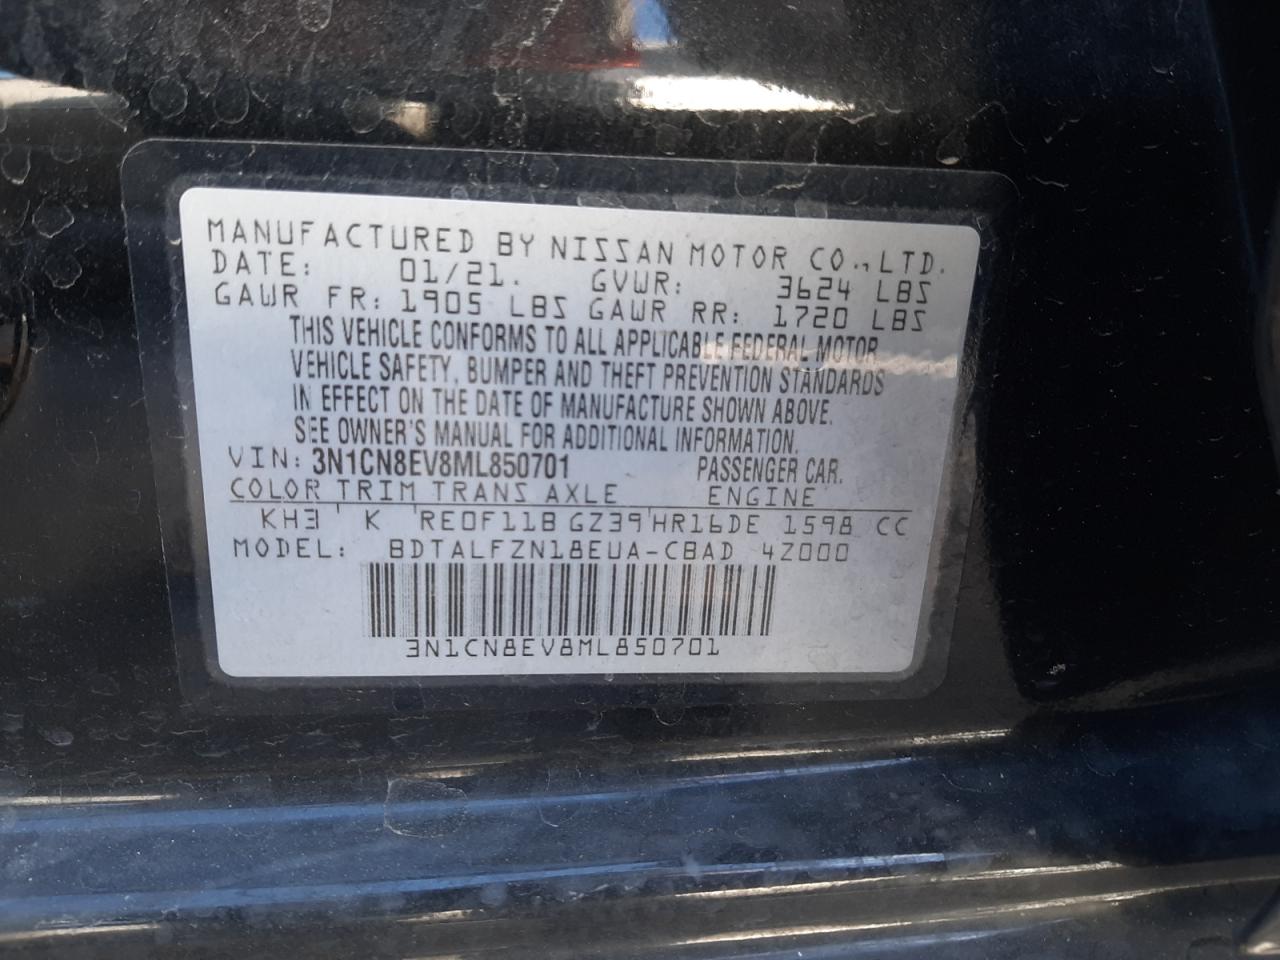 MANUFACTURED BY NISSAN MOTOR CO., LTD.
DATE: 01/21. GVWR: 3624 LBS
GAWR FR: 1905 LBS GAWR RR: 1720 LBS
THIS VEHICLE CONFORMS TO ALL APPLICABLE FEDERAL MOTOR
VEHICLE SAFETY, BUMPER AND THEFT PREVENTION STANDARDS
IN EFFECT ON THE DATE OF MANUFACTURE SHOWN ABOVE.
SEE OWNER'S MANUAL FOR ADDITIONAL INFORMATION.
VIN: 3N1CN8EV8ML850701 PASSENGER CAR.
COLOR TRIM TRANS AXLE ENGINE
KH3 K RE0F11B GZ39 HR16DE 1598 CC
MODEL: BDTALFZN18EUA-CBAD 4Z000
3N1CN8EV8ML850701